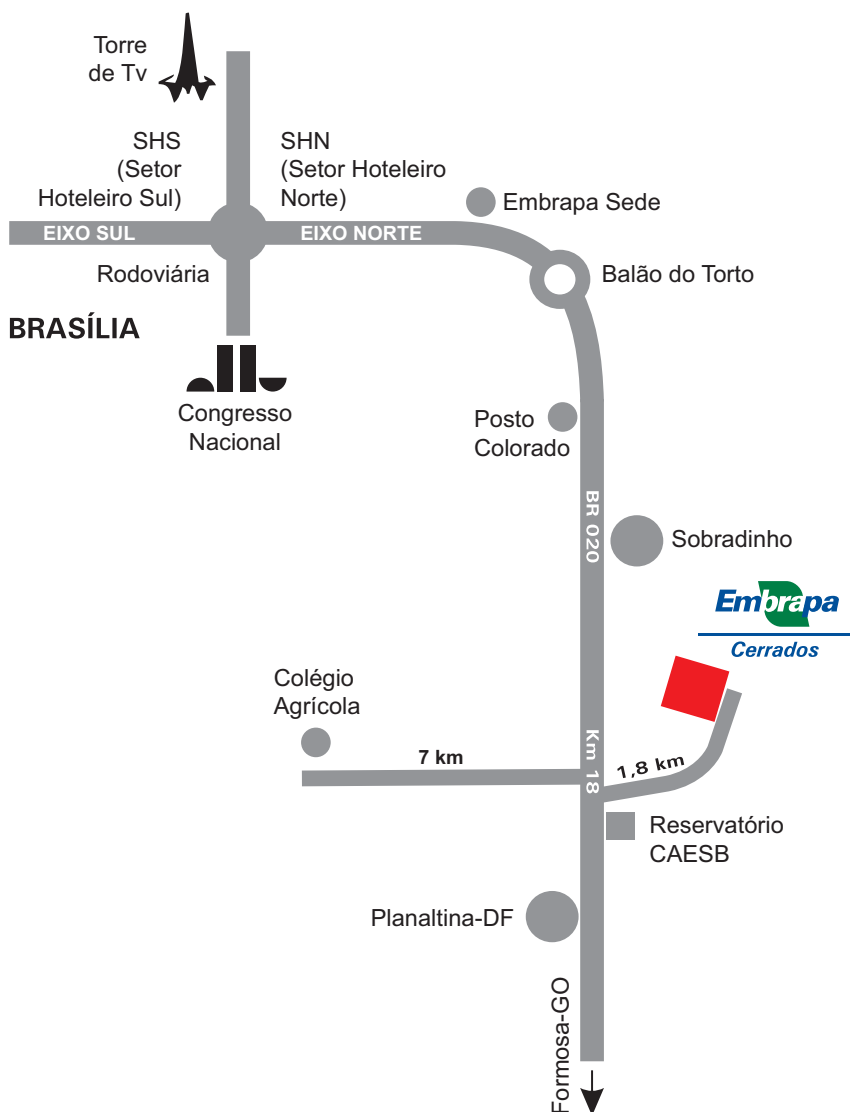 Torre
de Tv
SHS
(Setor
Hoteleiro Sul)
SHN
(Setor Hoteleiro
Norte)
Embrapa Sede
EIXO SUL
EIXO NORTE
Rodoviária
Balão do Torto
BRASÍLIA
Congresso
Nacional
Posto
Colorado
BR 020
Sobradinho
Embrapa
Cerrados
Colégio
Agrícola
7 km
Km 18
1,8 km
Reservatório
CAESB
Planaltina-DF
Formosa-GO